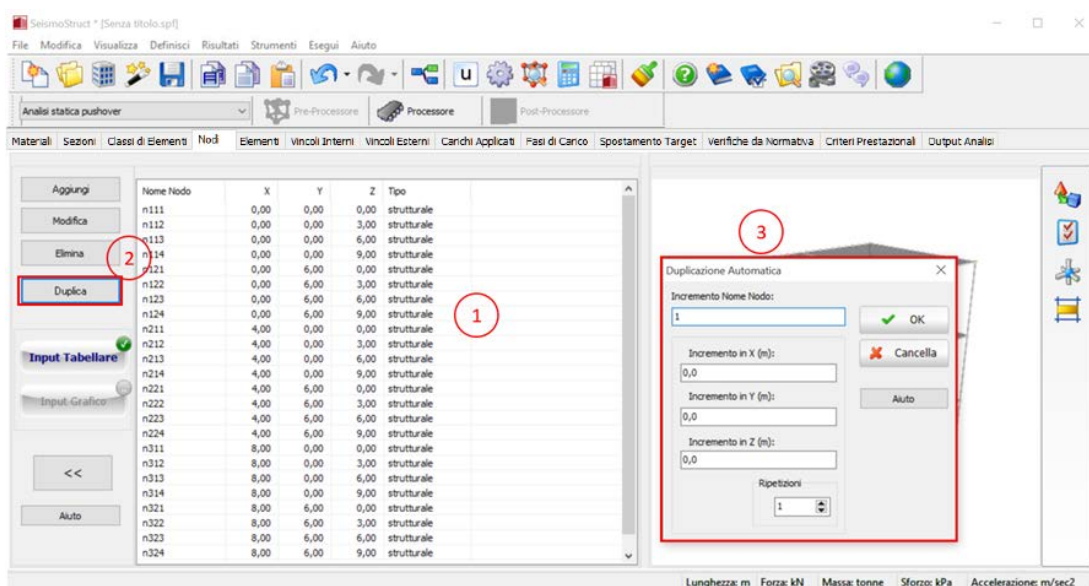 SeismoStruct * [Senza titolo.spf]
File Modifica Visualizza Definisci Risultati Strumenti Esegui Aiuto
u
Analisi statica pushover Pre-Processore Processore Post-Processore
Materiali Sezioni Classi di Elementi Nodi Elementi Vincoli Interni Vincoli Esterni Carichi Applicati Fasi di Carico Spostamento Target Verifiche da Normativa Criteri Prestazionali Output Analisi
Aggiungi
Modifica
Elimina
2
Duplica
Input Tabellare
Input Grafico
<<
Aiuto
Nome Nodo X Y Z Tipo
n111 0,00 0,00 0,00 strutturale
n112 0,00 0,00 3,00 strutturale
n113 0,00 0,00 6,00 strutturale
n114 0,00 0,00 9,00 strutturale
n121 0,00 6,00 0,00 strutturale
n122 0,00 6,00 3,00 strutturale
n123 0,00 6,00 6,00 strutturale
n124 0,00 6,00 9,00 strutturale
n211 4,00 0,00 0,00 strutturale
n212 4,00 0,00 3,00 strutturale
n213 4,00 0,00 6,00 strutturale
n214 4,00 0,00 9,00 strutturale
n221 4,00 6,00 0,00 strutturale
n222 4,00 6,00 3,00 strutturale
n223 4,00 6,00 6,00 strutturale
n224 4,00 6,00 9,00 strutturale
n311 8,00 0,00 0,00 strutturale
n312 8,00 0,00 3,00 strutturale
n313 8,00 0,00 6,00 strutturale
n314 8,00 0,00 9,00 strutturale
n321 8,00 6,00 0,00 strutturale
n322 8,00 6,00 3,00 strutturale
n323 8,00 6,00 6,00 strutturale
n324 8,00 6,00 9,00 strutturale
1
3
Duplicazione Automatica
Incremento Nome Nodo:
1
OK
Incremento in X (m):
Cancella
0,0
Incremento in Y (m):
Aiuto
0,0
Incremento in Z (m):
0,0
Ripetizioni
1
Lunghezza: m Forza: kN Massa: tonne Sforzo: kPa Accelerazione: m/sec2